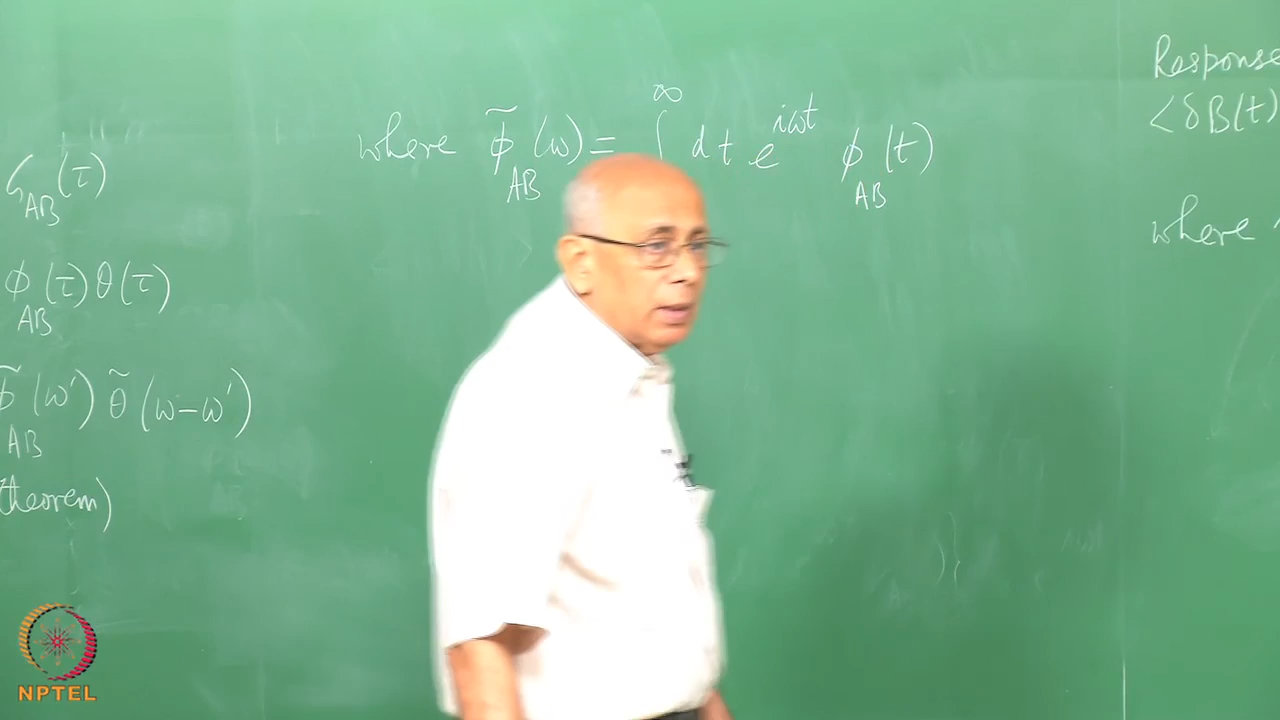 G_AB(τ)
φ_AB(τ)θ(τ)
φ̃_AB(ω')θ̃(ω-ω')
theorem)
where φ̃_AB(ω) = ∫^∞ dt e^{iωt} φ_AB(t)
Response
<δB(t)
where
NPTEL